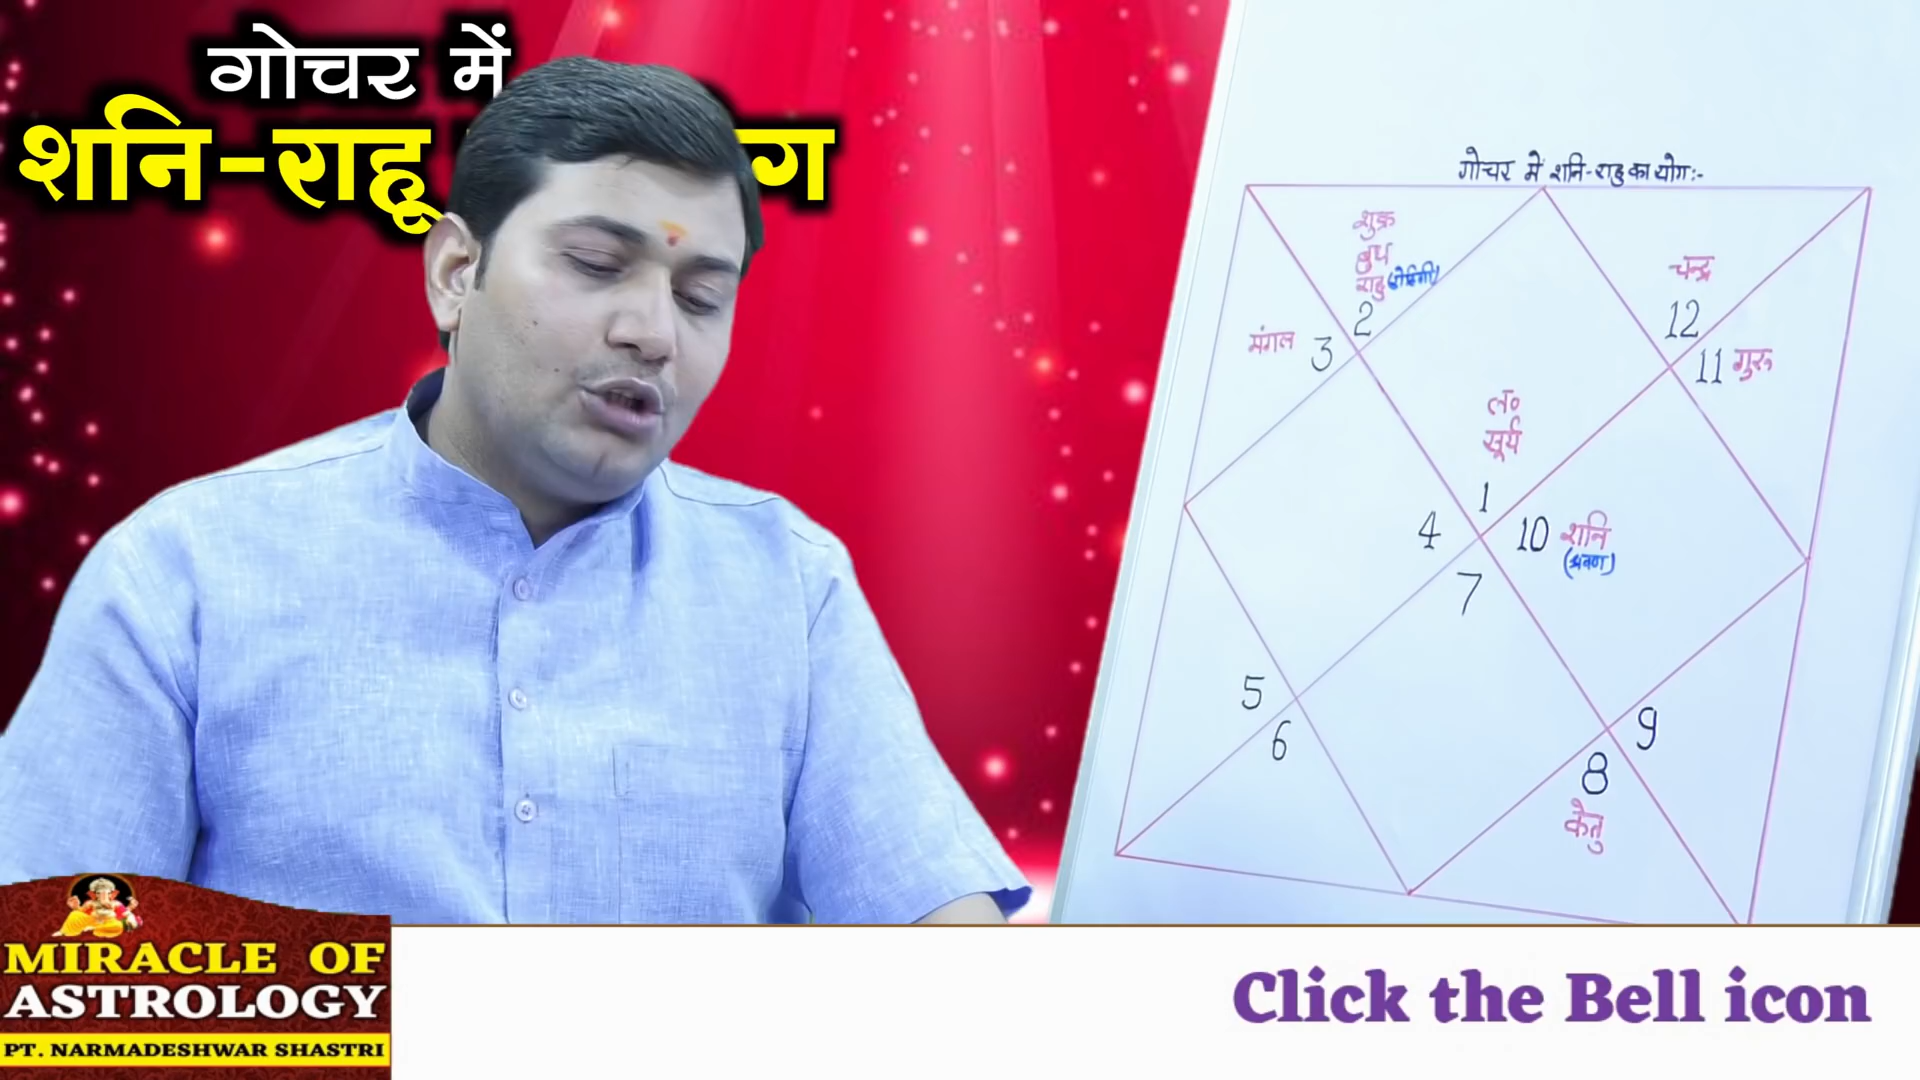 गोचर में
शनि-राहू
ग
गोचर में शनि-राहु का योग:-
शुक्र
बुध
राहु (रोहिणी)
2
चन्द्र
12
मंगल 3
11 गुरु
ल०
सूर्य
1
4
10 शनि
(श्रवण)
7
5
6
9
8
केतु
MIRACLE OF
ASTROLOGY
PT. NARMADESHWAR SHASTRI
Click the Bell icon